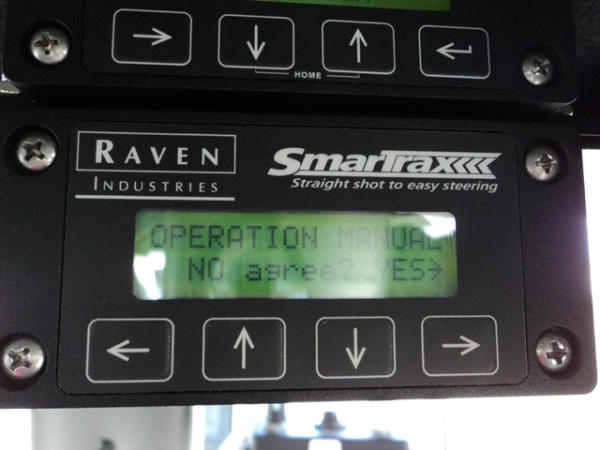 HOME
RAVEN
INDUSTRIES
SmarTrax
Straight shot to easy steering
OPERATION MANUAL
NO agree? YES→